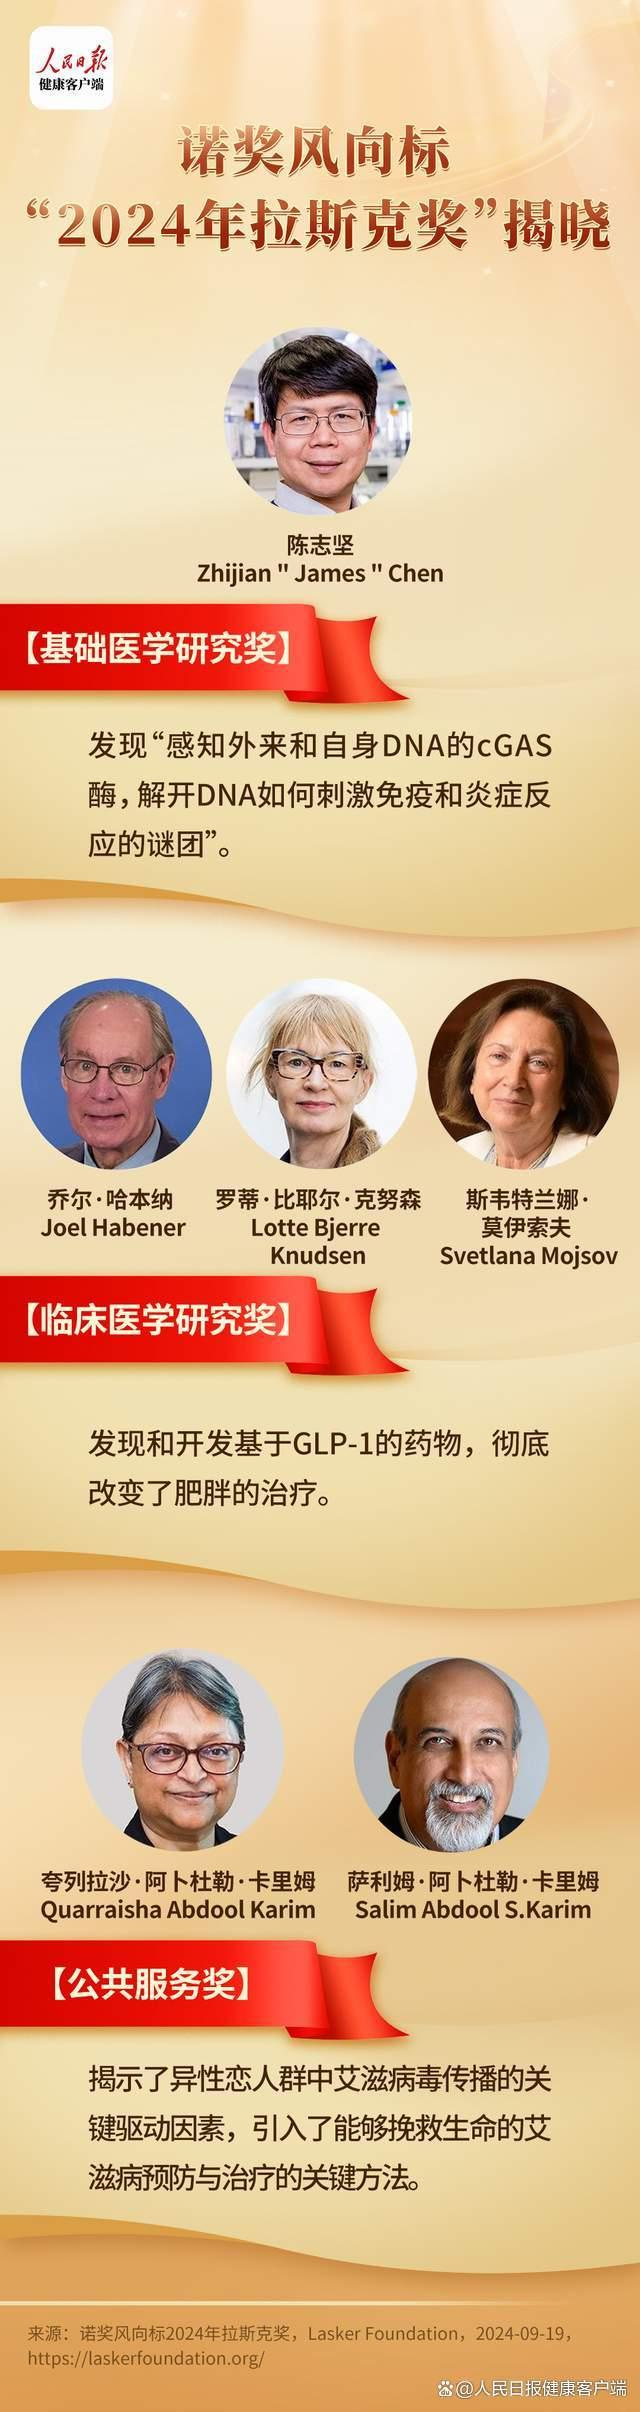 人民日报
健康客户端
诺奖风向标
“2024年拉斯克奖”揭晓
陈志坚
Zhijian " James " Chen
【基础医学研究奖】
发现“感知外来和自身DNA的cGAS
酶，解开DNA如何刺激免疫和炎症反
应的谜团”。
乔尔·哈本纳
Joel Habener
罗蒂·比耶尔·克努森
Lotte Bjerre
Knudsen
斯韦特兰娜·
莫伊索夫
Svetlana Mojsov
【临床医学研究奖】
发现和开发基于GLP-1的药物，彻底
改变了肥胖的治疗。
夸列拉沙·阿卜杜勒·卡里姆
Quarraisha Abdool Karim
萨利姆·阿卜杜勒·卡里姆
Salim Abdool S.Karim
【公共服务奖】
揭示了异性恋人群中艾滋病毒传播的关
键驱动因素，引入了能够挽救生命的艾
滋病预防与治疗的关键方法。
来源：诺奖风向标2024年拉斯克奖，Lasker Foundation，2024-09-19，
https://laskerfoundation.org/
@人民日报健康客户端